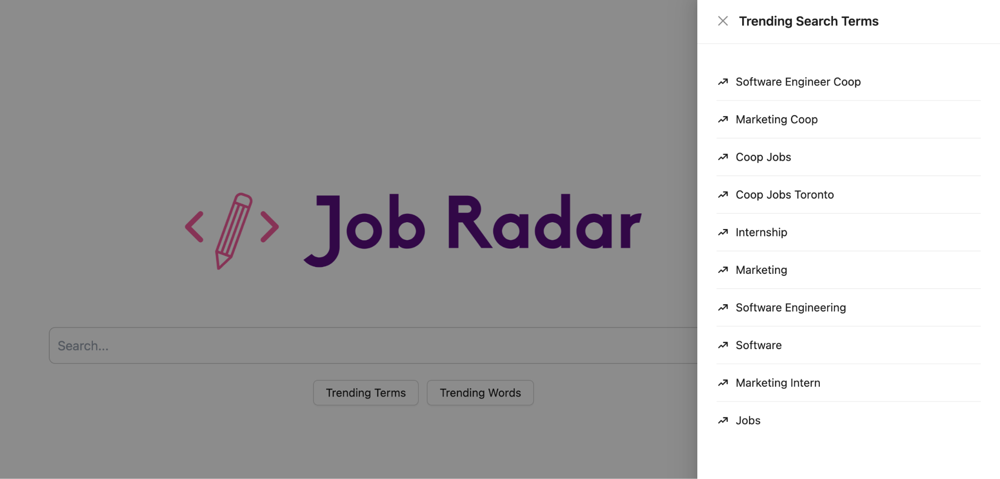 Job Radar
Search...
Trending Terms
Trending Words
Trending Search Terms
Software Engineer Coop
Marketing Coop
Coop Jobs
Coop Jobs Toronto
Internship
Marketing
Software Engineering
Software
Marketing Intern
Jobs